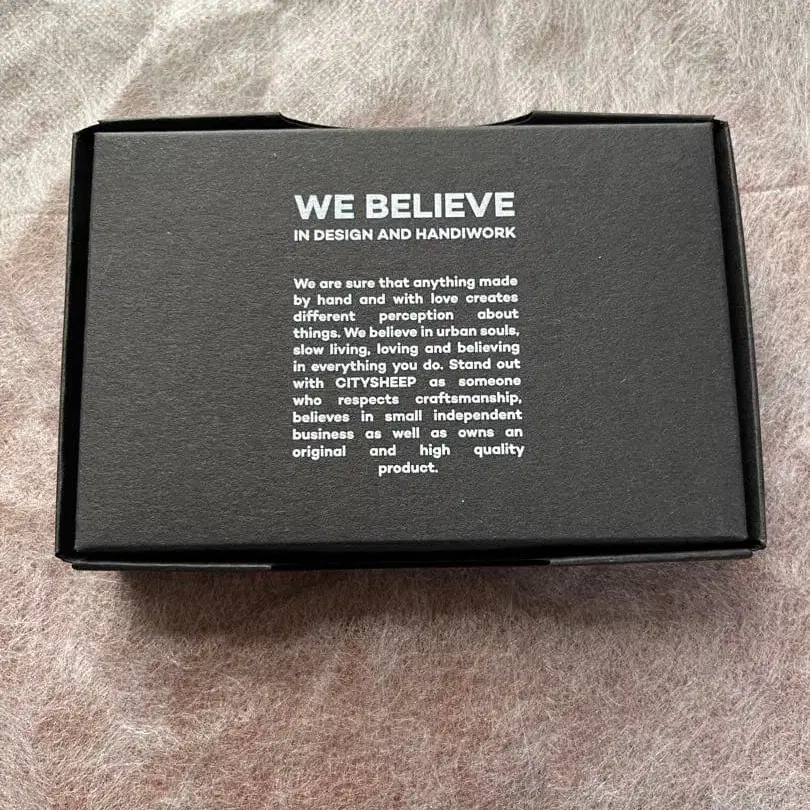 WE BELIEVE
IN DESIGN AND HANDIWORK
We are sure that anything made
by hand and with love creates
different perception about
things. We believe in urban souls,
slow living, loving and believing
in everything you do. Stand out
with CITYSHEEP as someone
who respects craftsmanship,
believes in small independent
business as well as owns an
original and high quality
product.